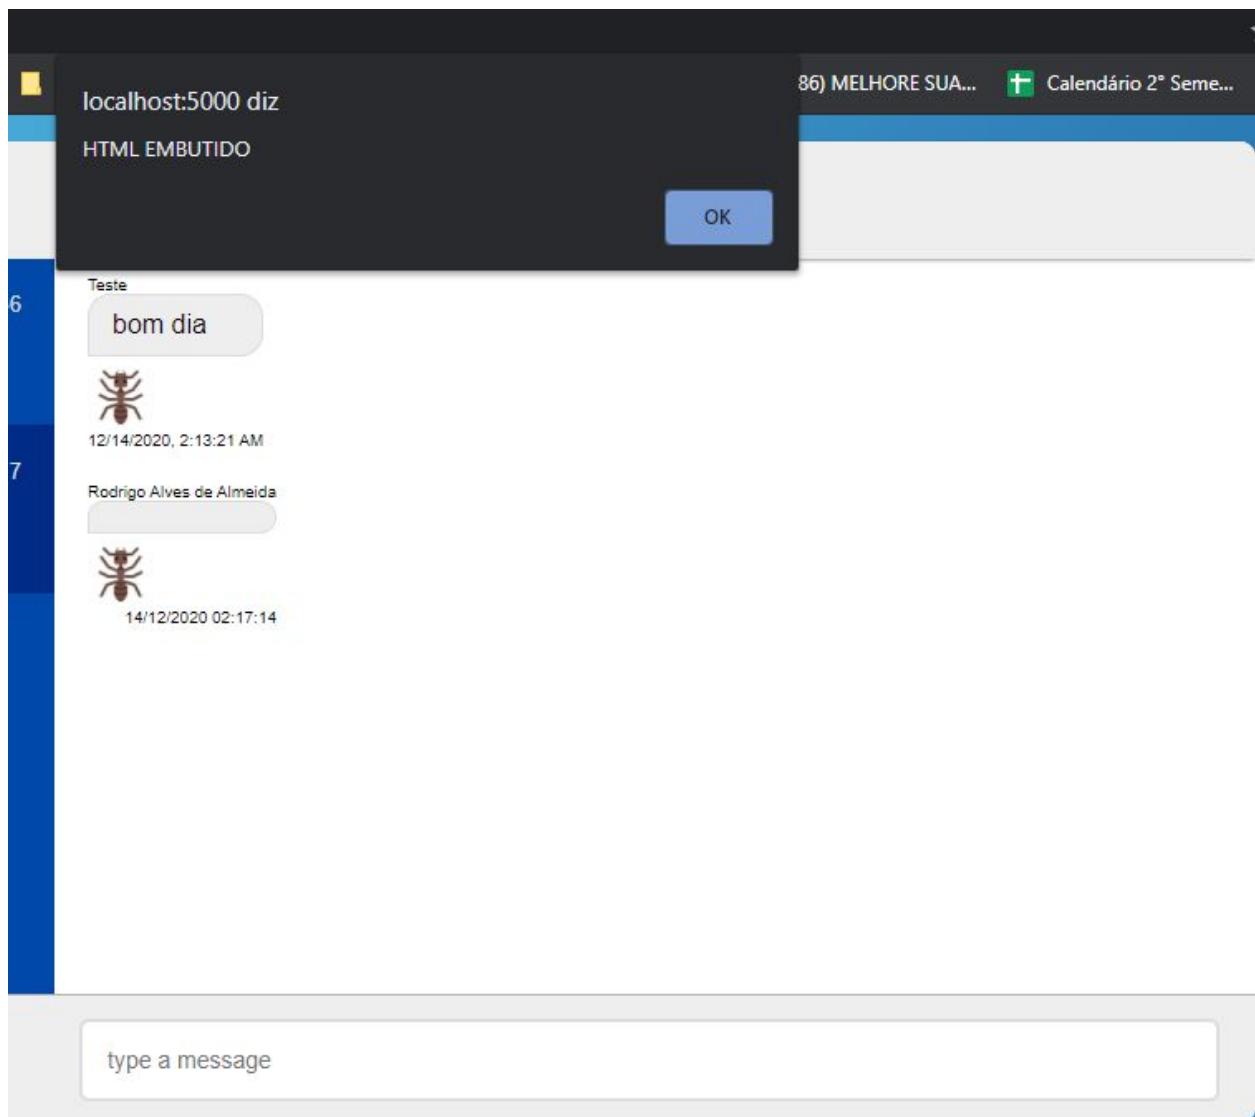 localhost:5000 diz
HTML EMBUTIDO
OK
86) MELHORE SUA...
Calendário 2° Seme...
6
7
Teste
bom dia
12/14/2020, 2:13:21 AM
Rodrigo Alves de Almeida
14/12/2020 02:17:14
type a message